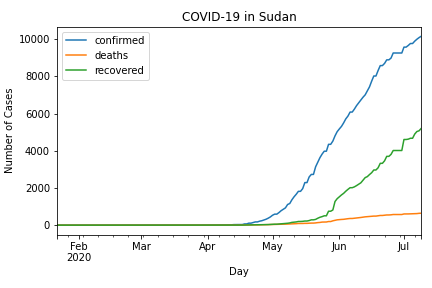 COVID-19 in Sudan
confirmed
deaths
recovered
Number of Cases
10000
8000
6000
4000
2000
0
Feb Mar Apr May Jun Jul
2020
Day